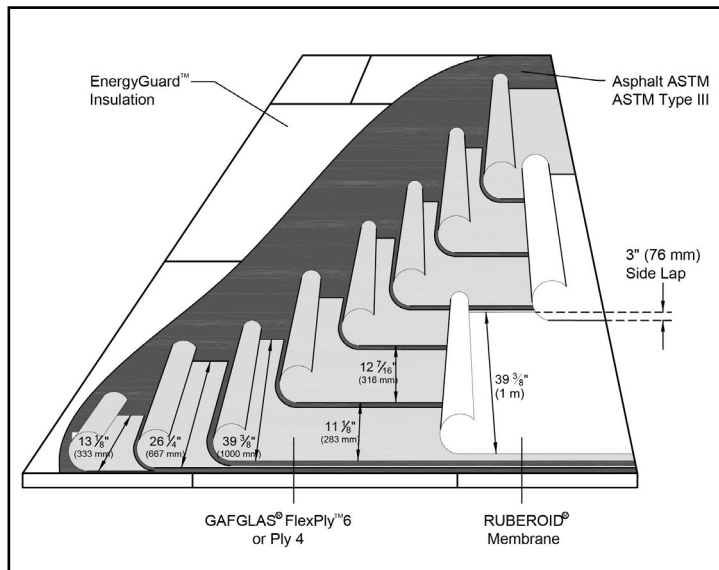 EnergyGuard™
Insulation
Asphalt ASTM
ASTM Type III
3" (76 mm)
Side Lap
12 7/16"
(316 mm)
39 3/8"
(1 m)
11 1/8"
(283 mm)
13 1/8"
(333 mm)
26 1/4"
(667 mm)
39 3/8"
(1000 mm)
GAFGLAS® FlexPly™6
or Ply 4
RUBEROID®
Membrane